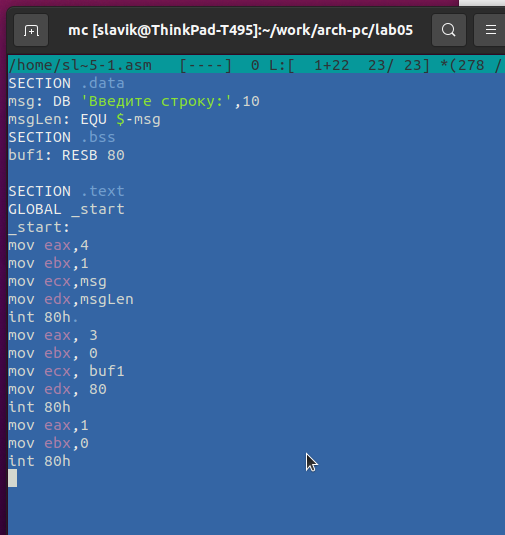 mc [slavik@ThinkPad-T495]:~/work/arch-pc/lab05
/home/sl~5-1.asm [----] 0 L:[ 1+22 23/ 23] *(278 /
SECTION .data
msg: DB 'Введите строку:',10
msgLen: EQU $-msg
SECTION .bss
buf1: RESB 80
SECTION .text
GLOBAL _start
_start:
mov eax,4
mov ebx,1
mov ecx,msg
mov edx,msgLen
int 80h.
mov eax, 3
mov ebx, 0
mov ecx, buf1
mov edx, 80
int 80h
mov eax,1
mov ebx,0
int 80h